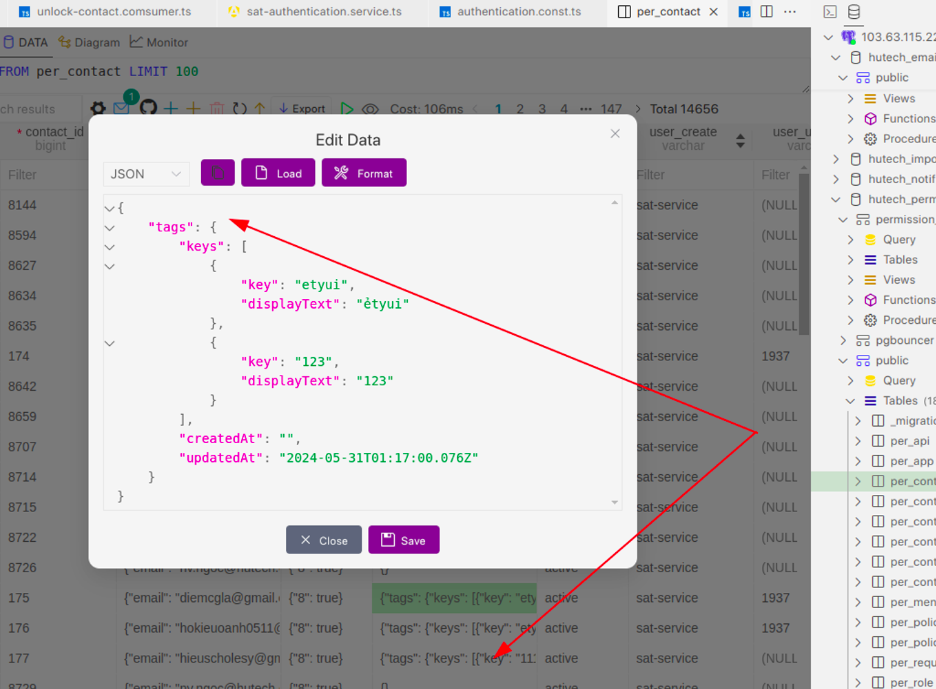 unlock-contact.comsumer.ts
sat-authentication.service.ts
authentication.const.ts
per_contact
DATA
Diagram
Monitor
FROM per_contact LIMIT 100
ch results
1
Export
Cost: 106ms
1 2 3 4 ••• 147
Total 14656
* contact_id
bigint
user_create
varchar
user_u
varc
Filter
Filter
Filter
Edit Data
JSON
Load
Format
{
"tags": {
"keys": [
{
"key": "etyui",
"displayText": "ẻtyui"
},
{
"key": "123",
"displayText": "123"
}
],
"createdAt": "",
"updatedAt": "2024-05-31T01:17:00.076Z"
}
}
Close
Save
8144 sat-service (NULL
8594 sat-service (NULL
8627 sat-service (NULL
8634 sat-service (NULL
8635 sat-service (NULL
174 sat-service 1937
8642 sat-service (NULL
8659 sat-service (NULL
8707 sat-service (NULL
8714 sat-service (NULL
8715 sat-service (NULL
8722 sat-service (NULL
8726 {"email": "nv.ngoc@hutech. {"8": true} {} active sat-service (NULL
175 {"email": "diemcgla@gmail. {"8": true} {"tags": {"keys": [{"key": "ety active sat-service 1937
176 {"email": "hokieuoanh0511@ {"8": true} {"tags": {"keys": [{"key": "ety active sat-service 1937
177 {"email": "hieuscholesy@gm {"8": true} {"tags": {"keys": [{"key": "11 active sat-service (NULL
8729 {"email": "nv.ngoc@hutech. {"8": true} {} active sat-service (NULL
103.63.115.22
hutech_emai
public
Views
Functions
Procedure
hutech_impo
hutech_notif
hutech_perm
permission_
Query
Tables
Views
Functions
Procedure
pgbouncer
public
Query
Tables (18
_migratio
per_api
per_app
per_cont
per_cont
per_cont
per_cont
per_cont
per_cont
per_men
per_polic
per_polic
per_requ
per_role